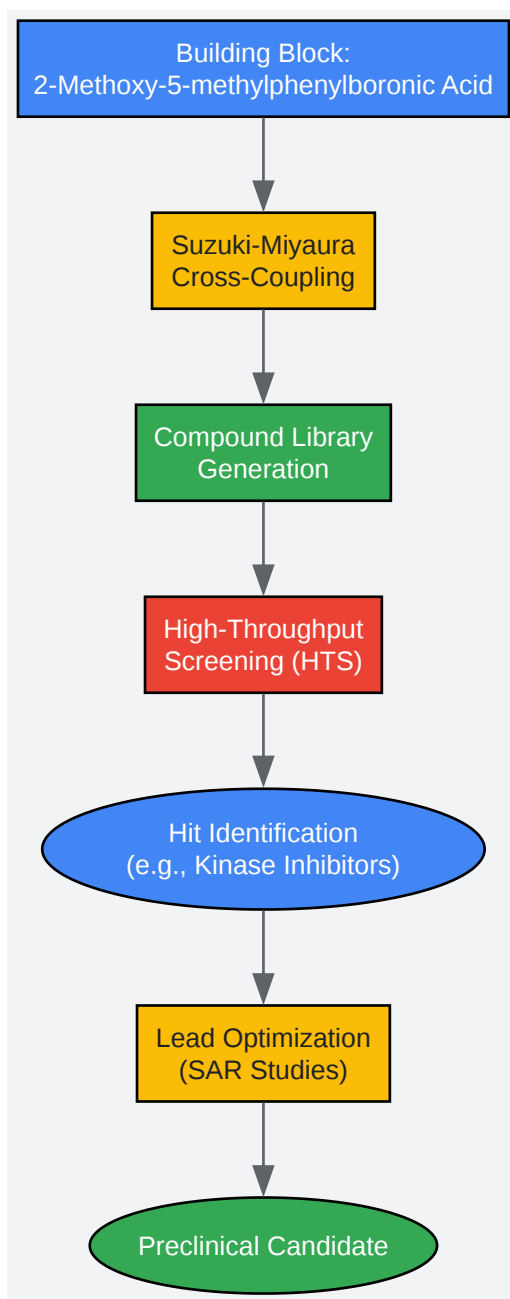 Building Block:
2-Methoxy-5-methylphenylboronic Acid
Suzuki-Miyaura
Cross-Coupling
Compound Library
Generation
High-Throughput
Screening (HTS)
Hit Identification
(e.g., Kinase Inhibitors)
Lead Optimization
(SAR Studies)
Preclinical Candidate